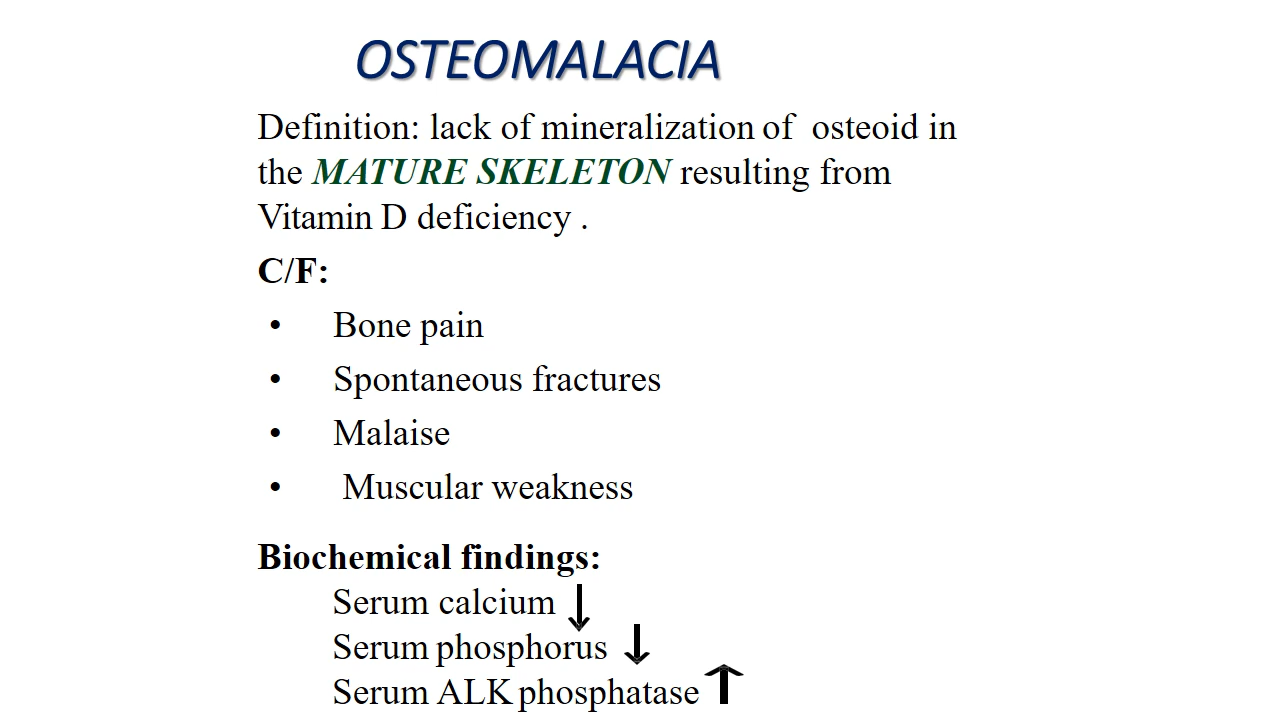 OSTEOMALACIA
Definition: lack of mineralization of osteoid in
the MATURE SKELETON resulting from
Vitamin D deficiency .
C/F:
• Bone pain
• Spontaneous fractures
• Malaise
• Muscular weakness
Biochemical findings:
Serum calcium ↓
Serum phosphorus ↓
Serum ALK phosphatase ↑